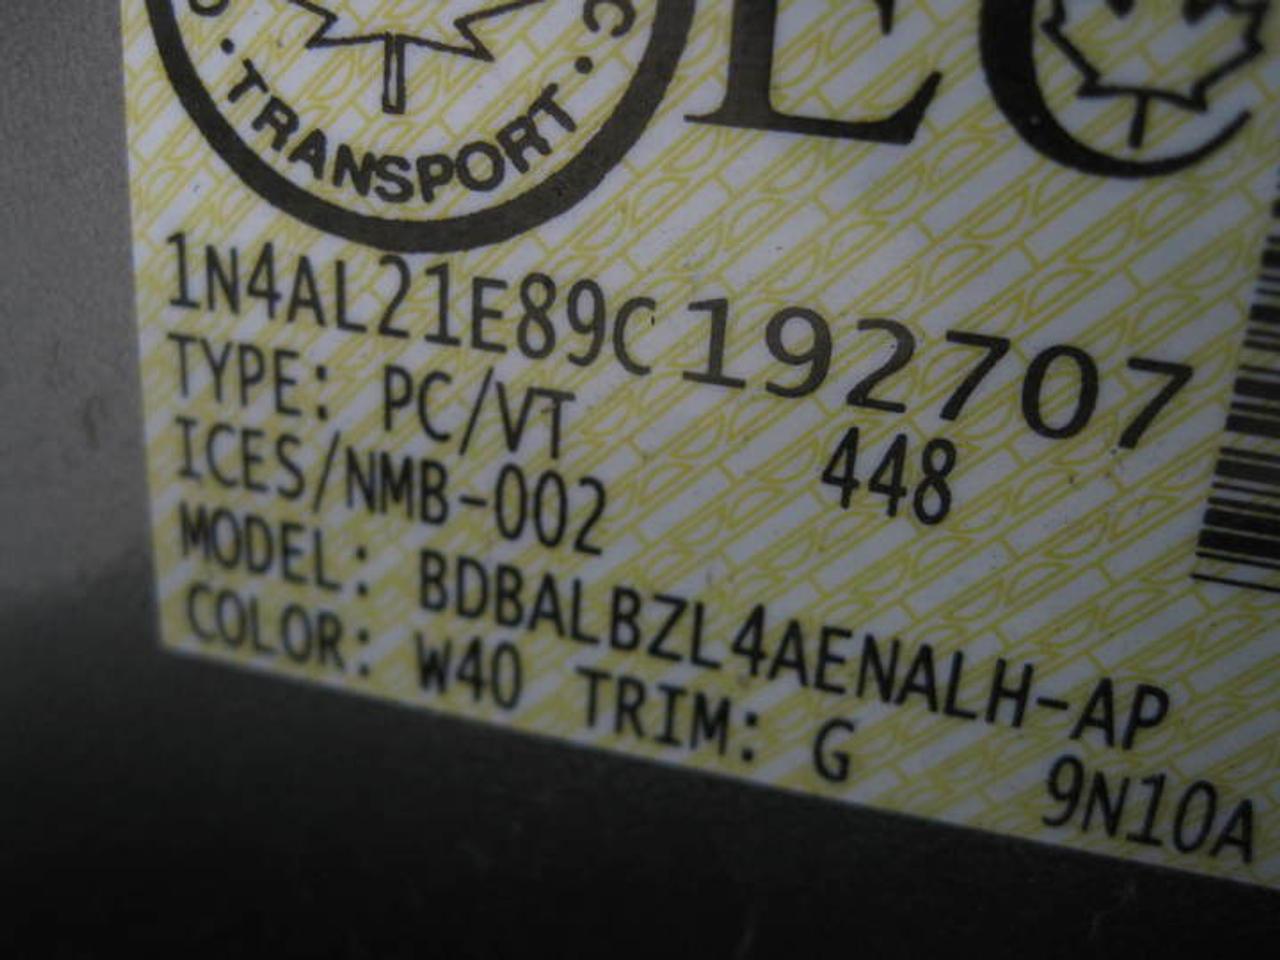 TRANSPORT
1N4AL21E89C192707
TYPE: PC/VT
448
ICES/NMB-002
MODEL: BDBALBZL4AENALH-AP
COLOR: W40 TRIM: G
9N10A